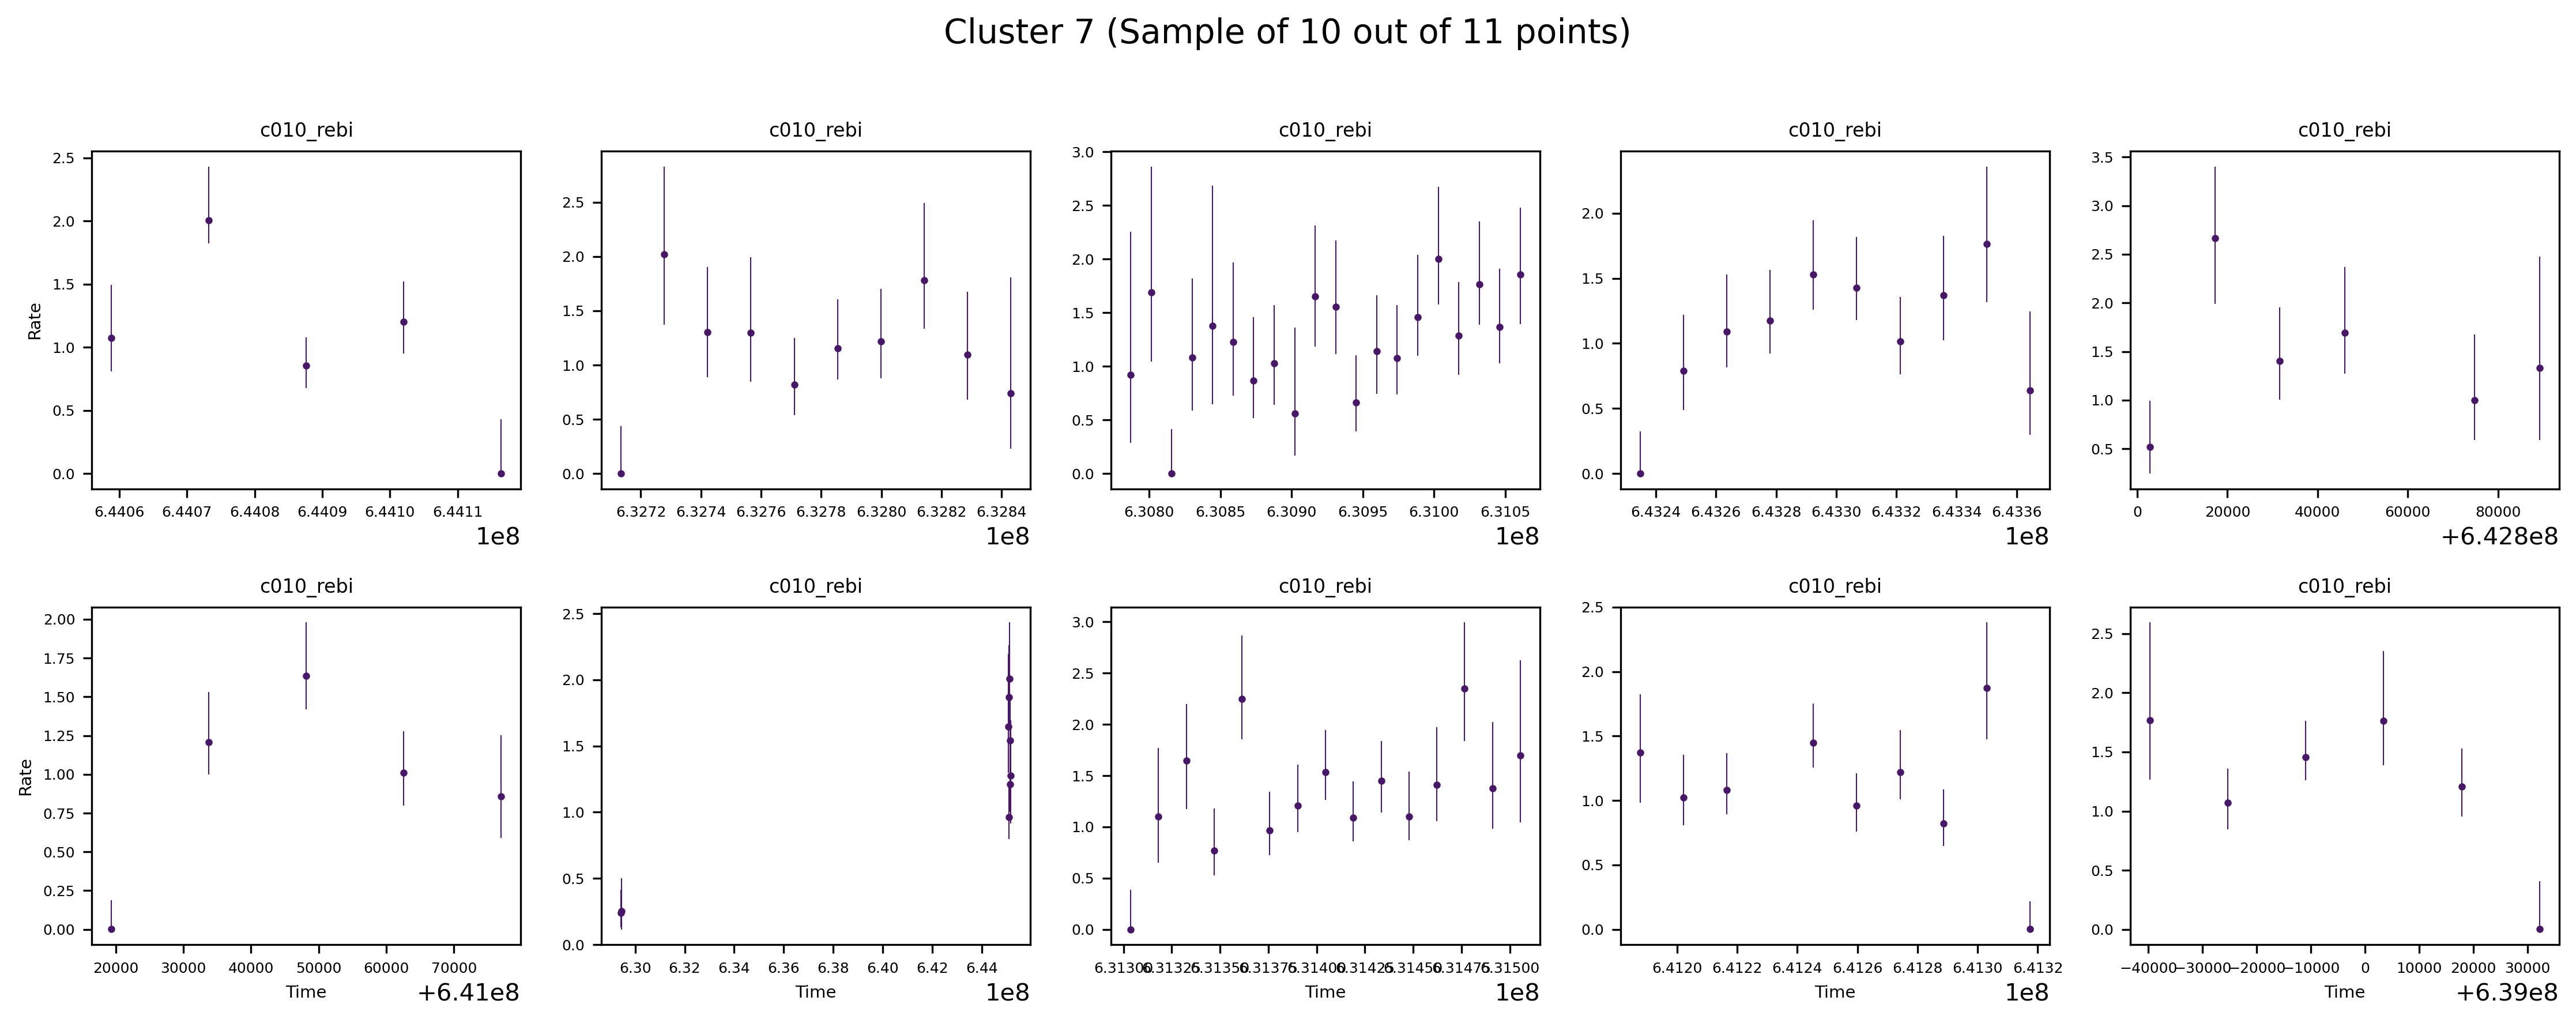 Cluster 7 (Sample of 10 out of 11 points)
c010_rebi c010_rebi c010_rebi c010_rebi c010_rebi
Rate
2.5
2.0
1.5
1.0
0.5
0.0
6.4406 6.4407 6.4408 6.4409 6.4410 6.4411
1e8
2.5
2.0
1.5
1.0
0.5
0.0
6.3272 6.3274 6.3276 6.3278 6.3280 6.3282 6.3284
1e8
3.0
2.5
2.0
1.5
1.0
0.5
0.0
6.3080 6.3085 6.3090 6.3095 6.3100 6.3105
1e8
2.0
1.5
1.0
0.5
0.0
6.4324 6.4326 6.4328 6.4330 6.4332 6.4334 6.4336
1e8
3.5
3.0
2.5
2.0
1.5
1.0
0.5
0 20000 40000 60000 80000
+6.428e8
c010_rebi c010_rebi c010_rebi c010_rebi c010_rebi
Rate
2.00
1.75
1.50
1.25
1.00
0.75
0.50
0.25
0.00
20000 30000 40000 50000 60000 70000
Time +6.41e8
2.5
2.0
1.5
1.0
0.5
0.0
6.30 6.32 6.34 6.36 6.38 6.40 6.42 6.44
Time 1e8
3.0
2.5
2.0
1.5
1.0
0.5
0.0
6.31300 6.31325 6.31350 6.31375 6.31400 6.31425 6.31450 6.31475 6.31500
Time 1e8
2.5
2.0
1.5
1.0
0.5
0.0
6.4120 6.4122 6.4124 6.4126 6.4128 6.4130 6.4132
Time 1e8
2.5
2.0
1.5
1.0
0.5
0.0
−40000 −30000 −20000 −10000 0 10000 20000 30000
Time +6.39e8